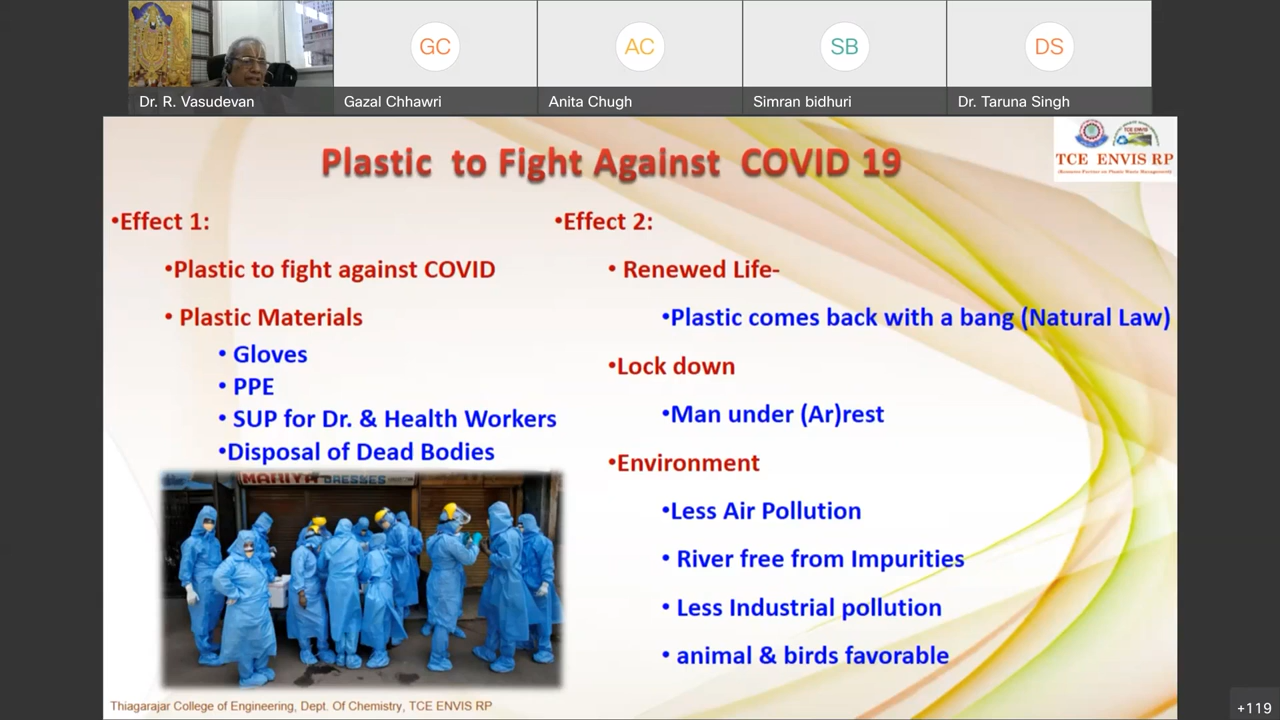 GC
AC
SB
DS
Dr. R. Vasudevan
Gazal Chhawri
Anita Chugh
Simran bidhuri
Dr. Taruna Singh
Plastic to Fight Against COVID 19
TCE ENVIS RP
•Effect 1:
•Plastic to fight against COVID
• Plastic Materials
• Gloves
• PPE
• SUP for Dr. & Health Workers
•Disposal of Dead Bodies
MARIYA DRESSES
•Effect 2:
• Renewed Life-
•Plastic comes back with a bang (Natural Law)
•Lock down
•Man under (Ar)rest
•Environment
•Less Air Pollution
• River free from Impurities
• Less Industrial pollution
• animal & birds favorable
Thiagarajar College of Engineering, Dept. Of Chemistry, TCE ENVIS RP
+119